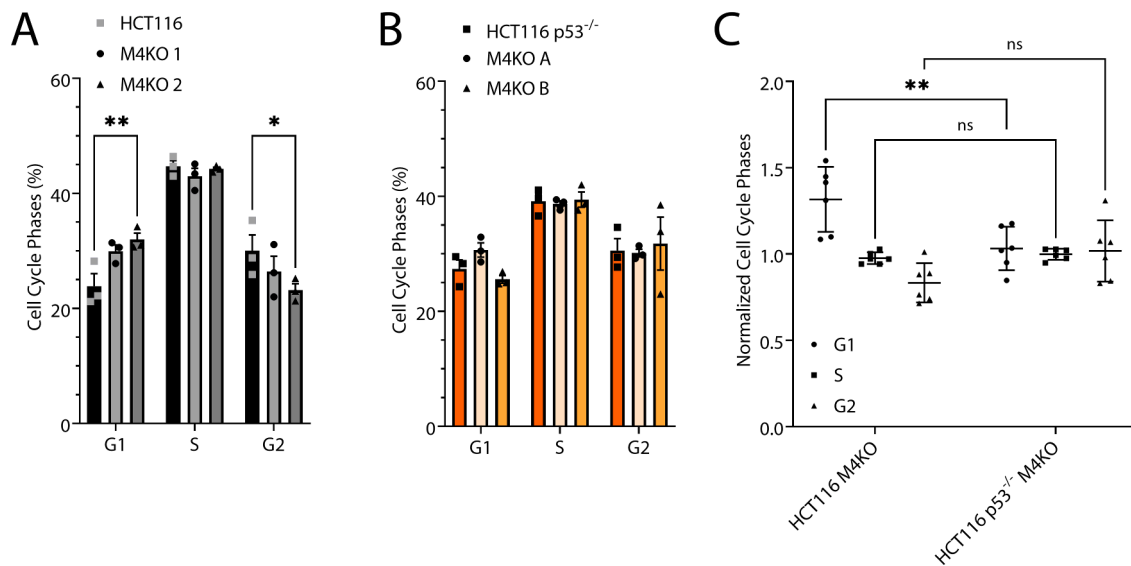 A
HCT116
M4KO 1
M4KO 2
Cell Cycle Phases (%)
60
40
20
0
**
*
G1 S G2
B
HCT116 p53-/-
M4KO A
M4KO B
Cell Cycle Phases (%)
60
40
20
0
G1 S G2
C
ns
**
ns
Normalized Cell Cycle Phases
2.0
1.5
1.0
0.5
0.0
G1
S
G2
HCT116 M4KO
HCT116 p53-/- M4KO